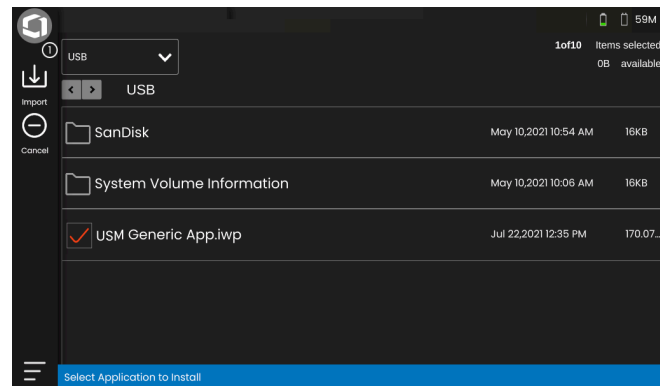 59M
1
USB
1of10 Items selected
0B available
Import
< > USB
Cancel
SanDisk May 10,2021 10:54 AM 16KB
System Volume Information May 10,2021 10:06 AM 16KB
USM Generic App.iwp Jul 22,2021 12:35 PM 170.07...
Select Application to Install